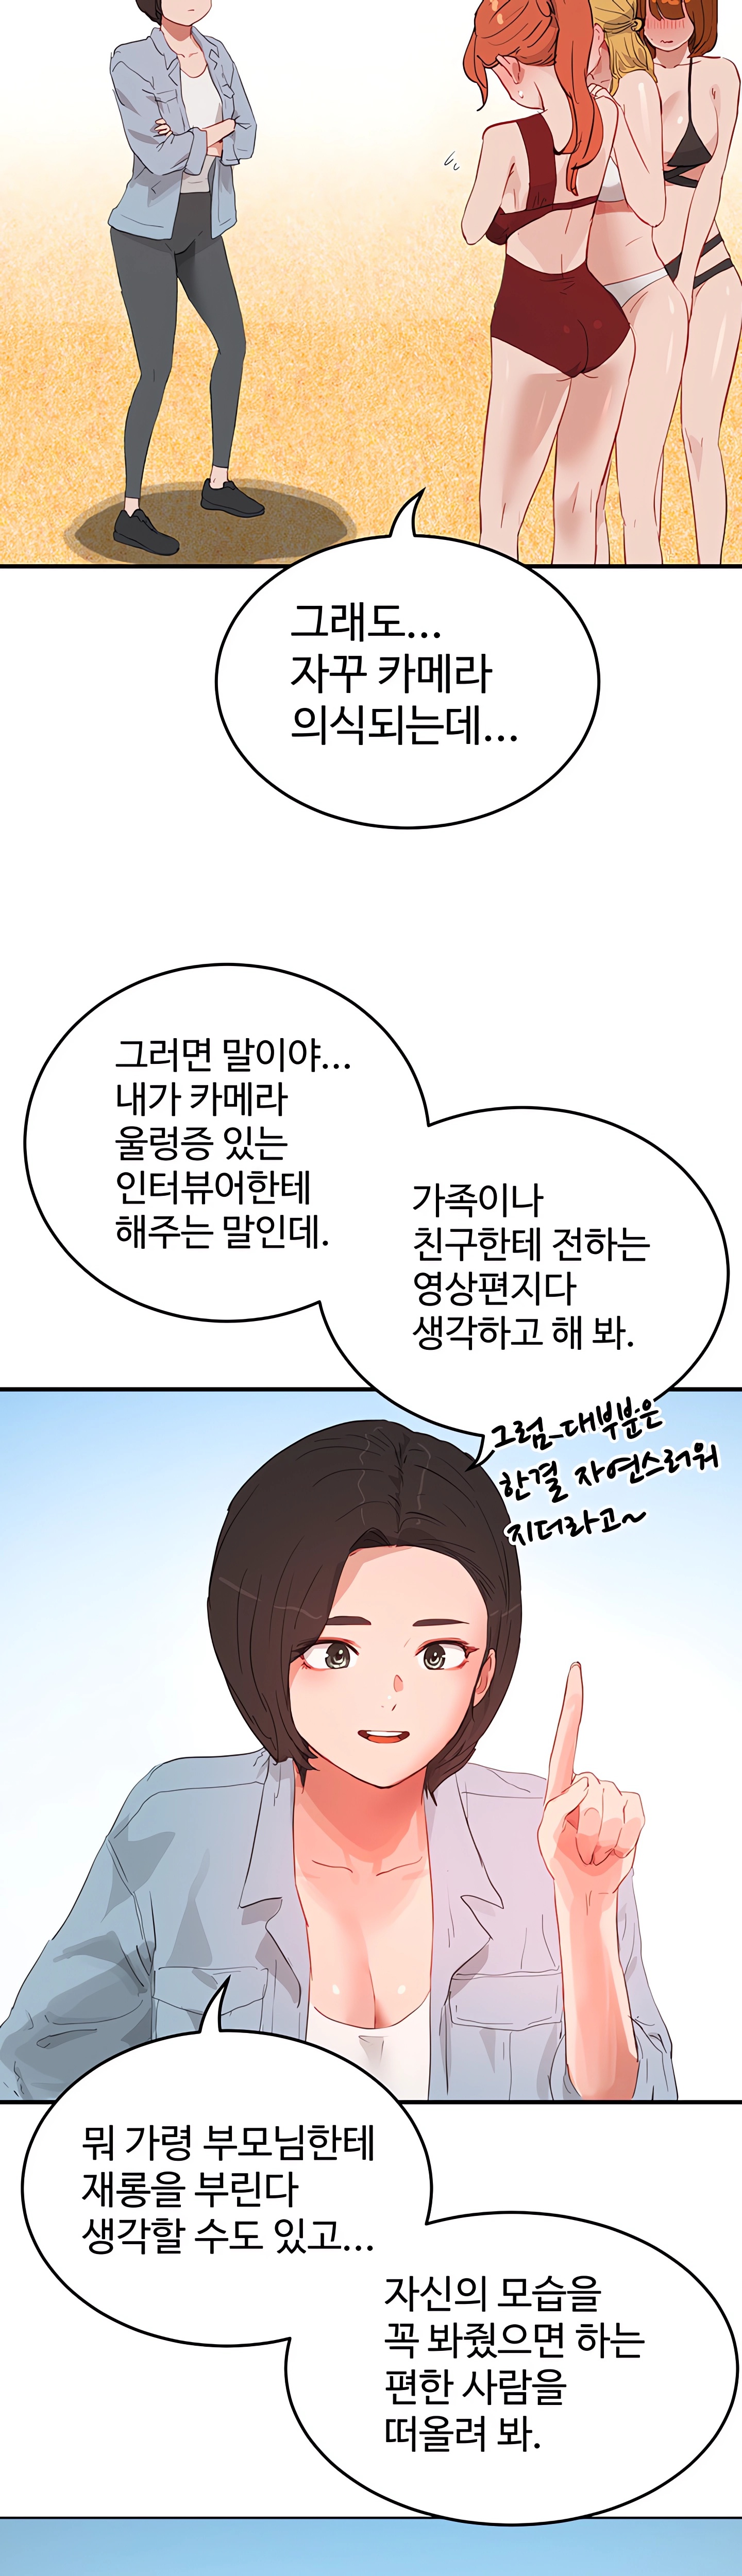 그래도...
자꾸 카메라
의식되는데...
그러면 말이야...
내가 카메라
울렁증 있는
인터뷰어한테
해주는 말인데.
가족이나
친구한테 전하는
영상편지다
생각하고 해 봐.
그럼 대부분은
한결 자연스러워
지더라고~
뭐 가령 부모님한테
재롱을 부린다
생각할 수도 있고...
자신의 모습을
꼭 봐줬으면 하는
편한 사람을
떠올려 봐.